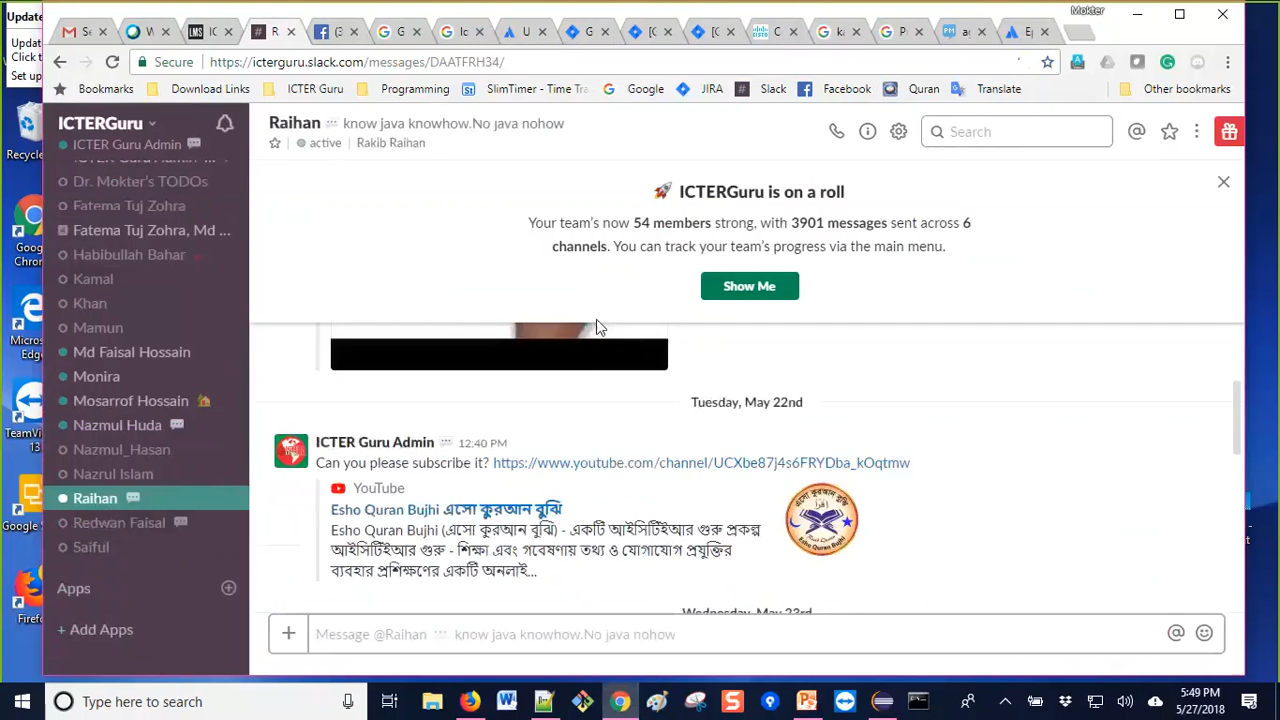 Update
Mokter
Secure https://icterguru.slack.com/messages/DAATFRH34/
Bookmarks Download Links ICTER Guru Programming SlimTimer - Time Tra Google JIRA Slack Facebook Quran Translate Other bookmarks
ICTERGuru
ICTER Guru Admin
Dr. Mokter's TODOs
Fatema Tuj Zohra
Fatema Tuj Zohra, Md ...
Habibullah Bahar
Kamal
Khan
Mamun
Md Faisal Hossain
Monira
Mosarrof Hossain
Nazmul Huda
Nazmul_Hasan
Nazrul Islam
Raihan
Redwan Faisal
Saiful
Apps
+ Add Apps
Raihan know java knowhow.No java nohow
active Rakib Raihan
Search
ICTERGuru is on a roll
Your team's now 54 members strong, with 3901 messages sent across 6
channels. You can track your team's progress via the main menu.
Show Me
Tuesday, May 22nd
ICTER Guru Admin 12:40 PM
Can you please subscribe it? https://www.youtube.com/channel/UCXbe87j4s6FRYDba_kOqtmw
YouTube
Esho Quran Bujhi এসো কুরআন বুঝি
Esho Quran Bujhi (এসো কুরআন বুঝি) - একটি আইসিটিইআর গুরু প্রকল্প
আইসিটিইআর গুরু - শিক্ষা এবং গবেষণায় তথ্য ও যোগাযোগ প্রযুক্তির
ব্যবহার প্রশিক্ষণের একটি অনলাই...
Wednesday, May 23rd
Message @Raihan know java knowhow.No java nohow
Type here to search
5:49 PM
5/27/2018